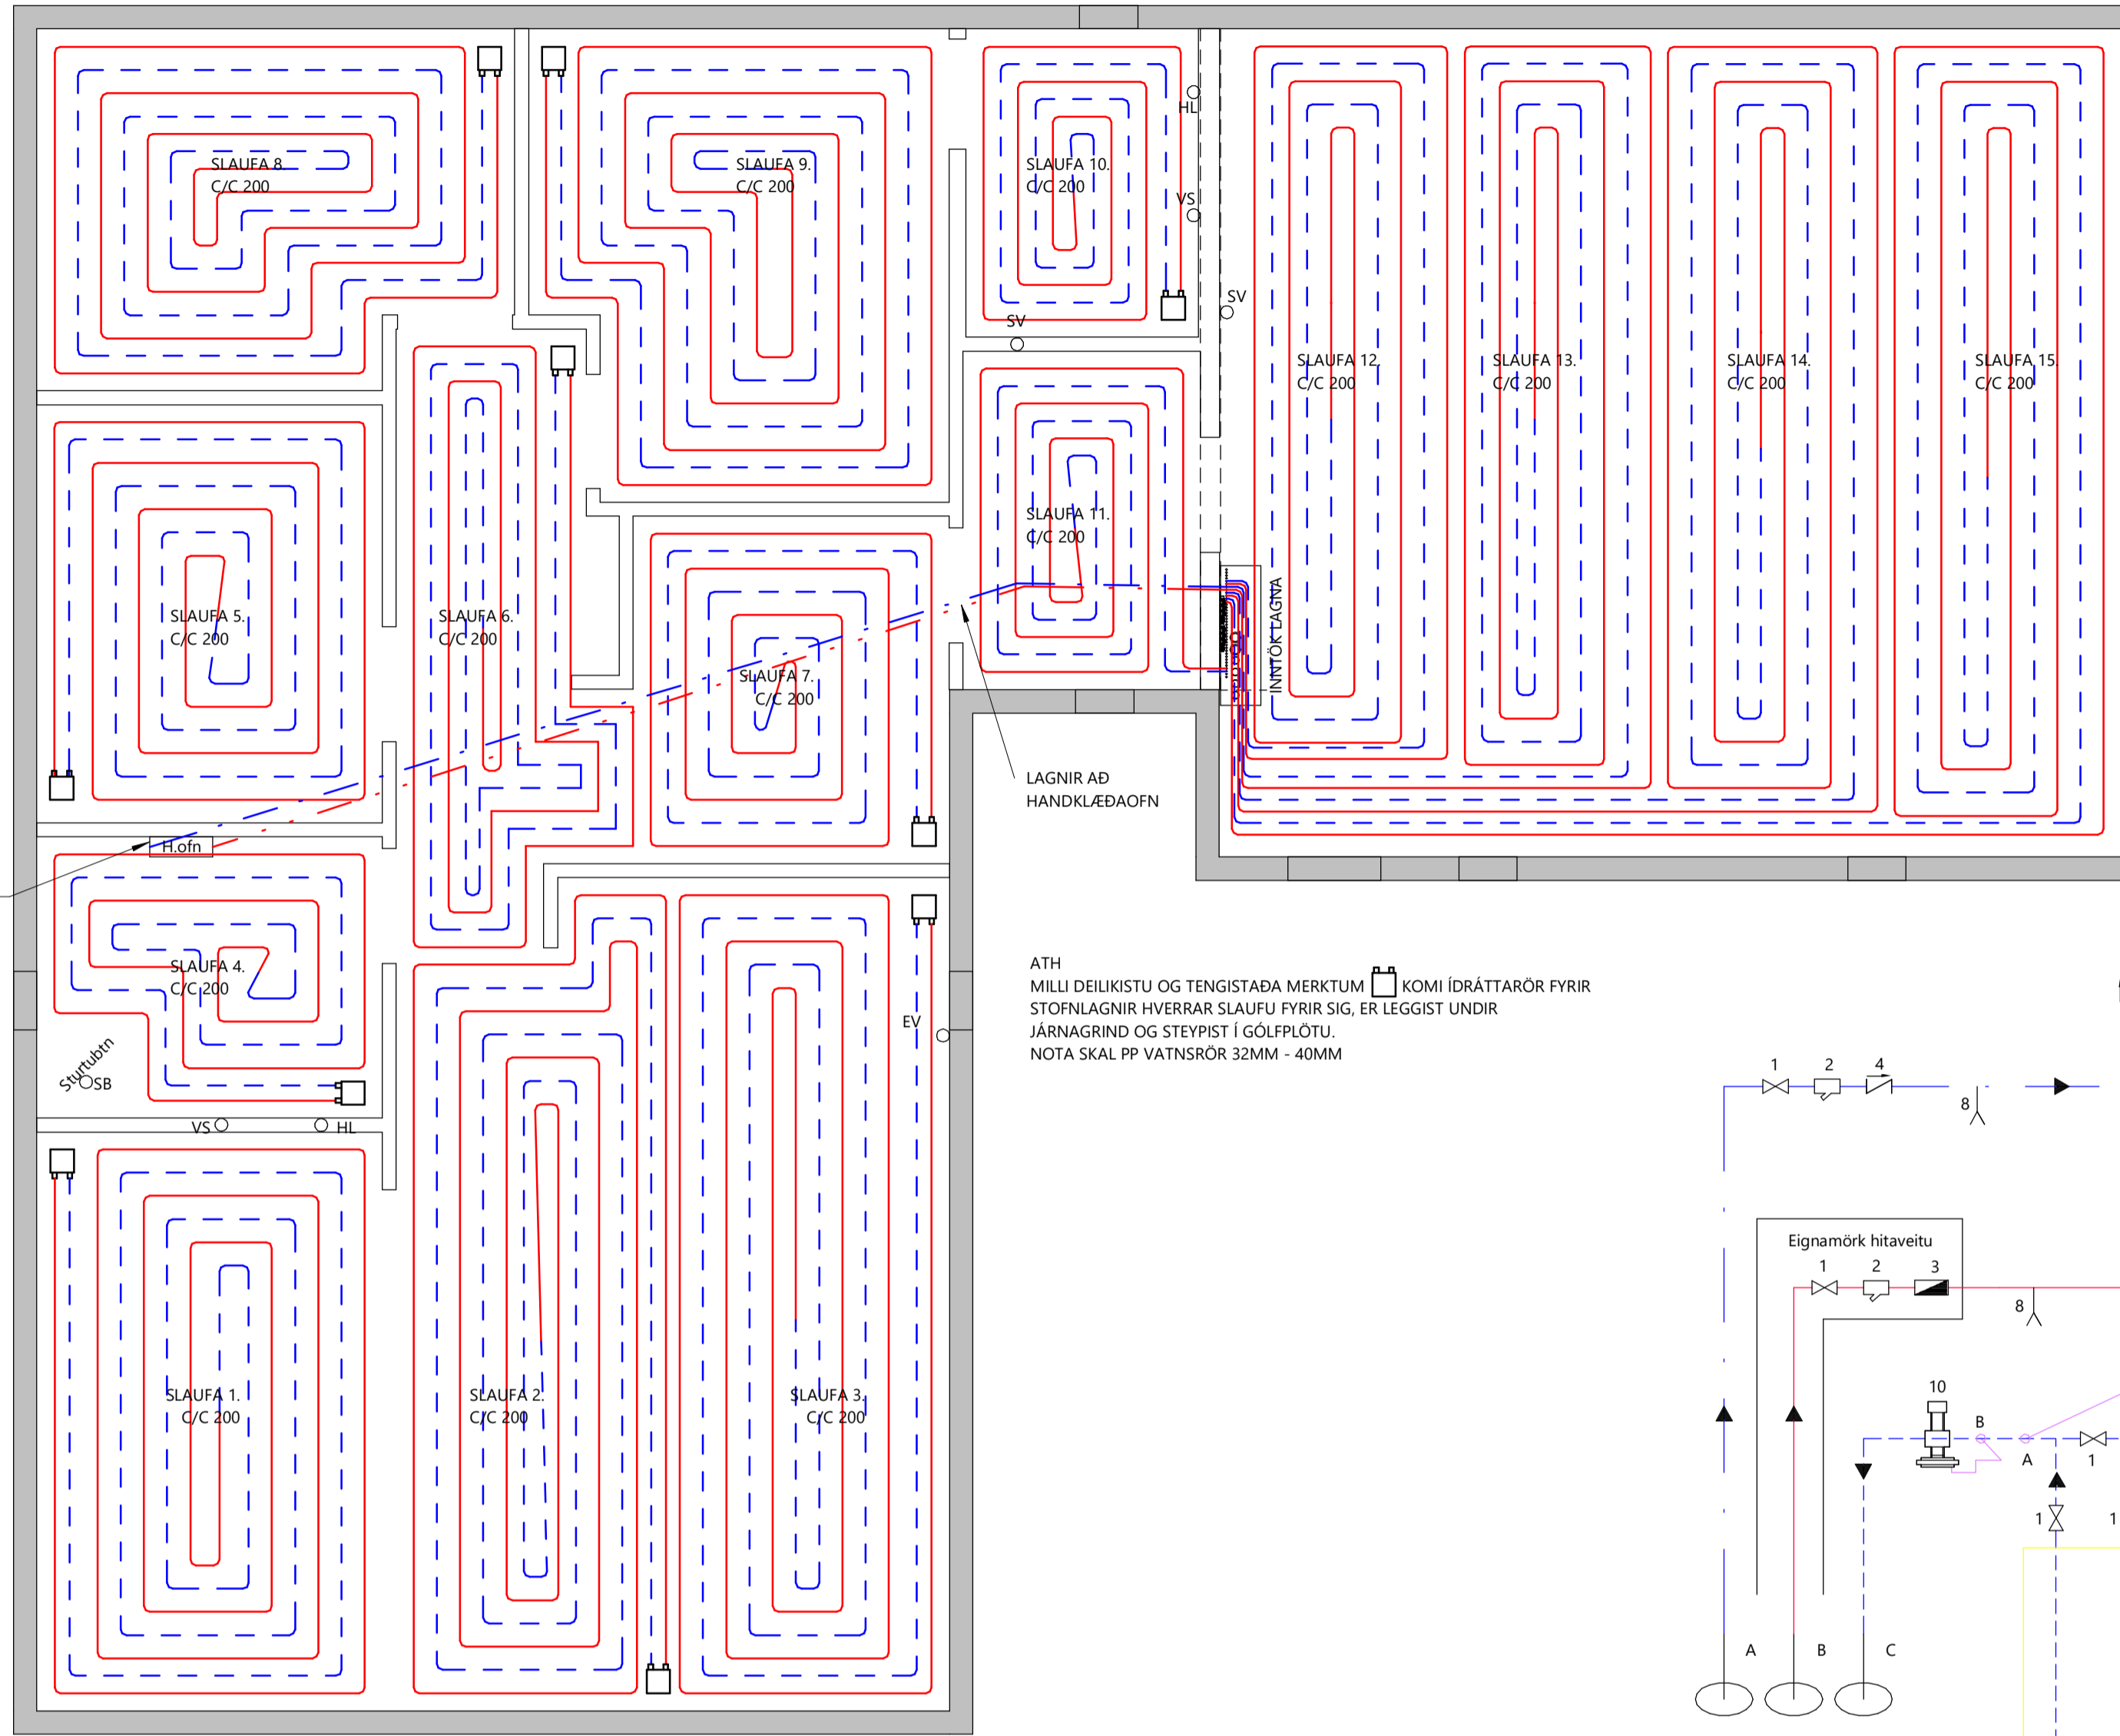 SLAUFA 8.
C/C 200
SLAUFA 9.
C/C 200
SLAUFA 10.
C/C 200
HL
VS
SV
SV
SLAUFA 12.
C/C 200
SLAUFA 13.
C/C 200
SLAUFA 14.
C/C 200
SLAUFA 15.
C/C 200
SLAUFA 5.
C/C 200
SLAUFA 6.
C/C 200
SLAUFA 7.
C/C 200
SLAUFA 11.
C/C 200
INNTÖK LAGNA
LAGNIR AÐ
HANDKLÆÐAOFN
H.ofn
SLAUFA 4.
C/C 200
Sturtubtn
SB
VS
HL
EV
ATH
MILLI DEILIKISTU OG TENGISTAÐA MERKTUM KOMI ÍDRÁTTARÖR FYRIR
STOFNLAGNIR HVERRAR SLAUFU FYRIR SIG, ER LEGGIST UNDIR
JÁRNAGRIND OG STEYPIST Í GÓLFPLÖTU.
NOTA SKAL PP VATNSRÖR 32MM - 40MM
SLAUFA 1.
C/C 200
SLAUFA 2.
C/C 200
SLAUFA 3.
C/C 200
1 2 4
8
Eignamörk hitaveitu
1 2 3
8
10
B
A
1
1
1
A B C